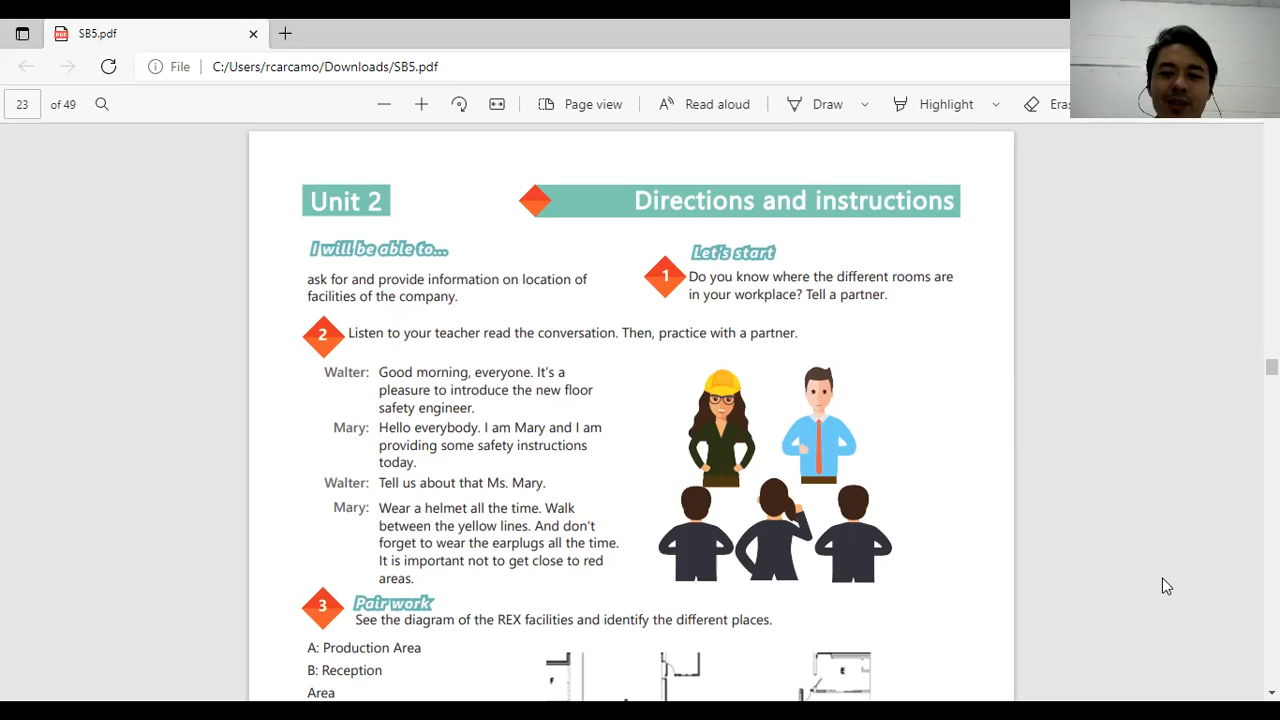 SB5.pdf
File
C:/Users/rcarcamo/Downloads/SB5.pdf
23
of 49
Page view
Read aloud
Draw
Highlight
Unit 2
Directions and instructions
I will be able to...
ask for and provide information on location of
facilities of the company.
Let's start
1
Do you know where the different rooms are
in your workplace? Tell a partner.
2
Listen to your teacher read the conversation. Then, practice with a partner.
Walter: Good morning, everyone. It's a
pleasure to introduce the new floor
safety engineer.
Mary: Hello everybody. I am Mary and I am
providing some safety instructions
today.
Walter: Tell us about that Ms. Mary.
Mary: Wear a helmet all the time. Walk
between the yellow lines. And don't
forget to wear the earplugs all the time.
It is important not to get close to red
areas.
3
Pair work
See the diagram of the REX facilities and identify the different places.
A: Production Area
B: Reception
Area
F
E